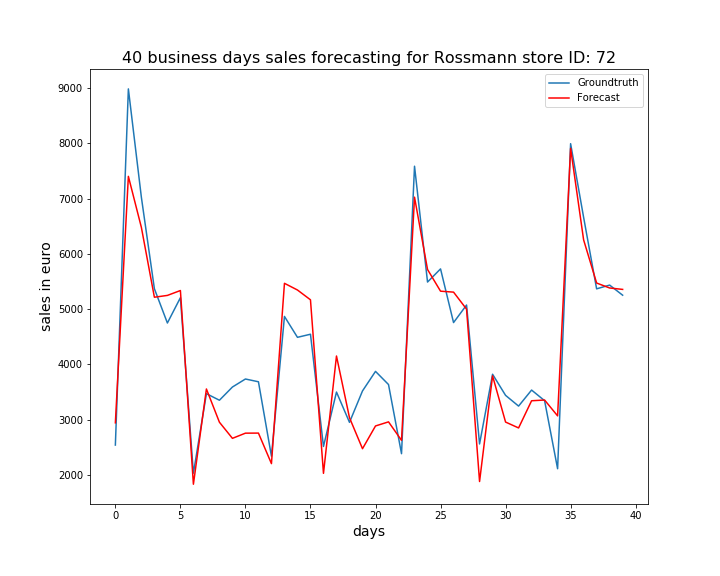 40 business days sales forecasting for Rossmann store ID: 72
Groundtruth
Forecast
sales in euro
9000
8000
7000
6000
5000
4000
3000
2000
0 5 10 15 20 25 30 35 40
days